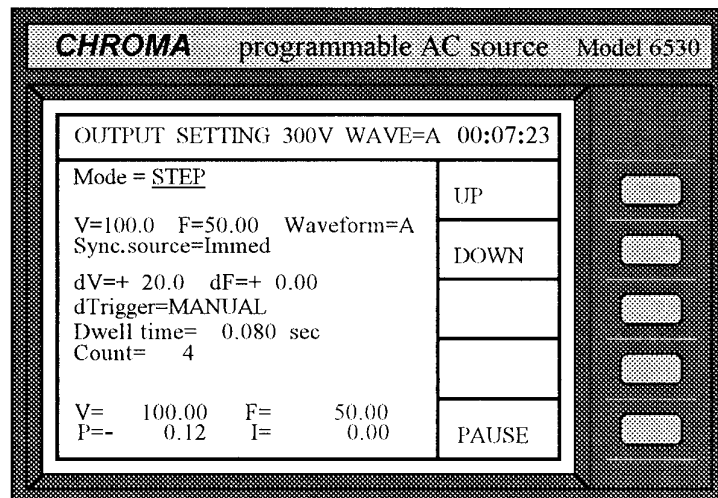 CHROMA programmable AC source Model 6530
OUTPUT SETTING 300V WAVE=A 00:07:23
Mode = STEP
UP
V=100.0 F=50.00 Waveform=A
Sync.source=Immed
DOWN
dV=+ 20.0 dF=+ 0.00
dTrigger=MANUAL
Dwell time= 0.080 sec
Count= 4
V= 100.00 F= 50.00
P=- 0.12 I= 0.00
PAUSE